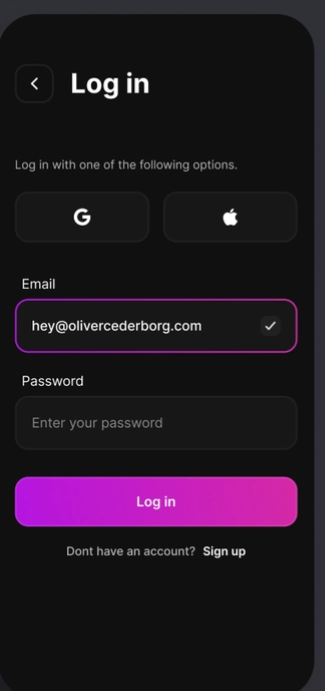 Log in
Log in with one of the following options.
G
Email
hey@olivercederborg.com
Password
Enter your password
Log in
Dont have an account? Sign up